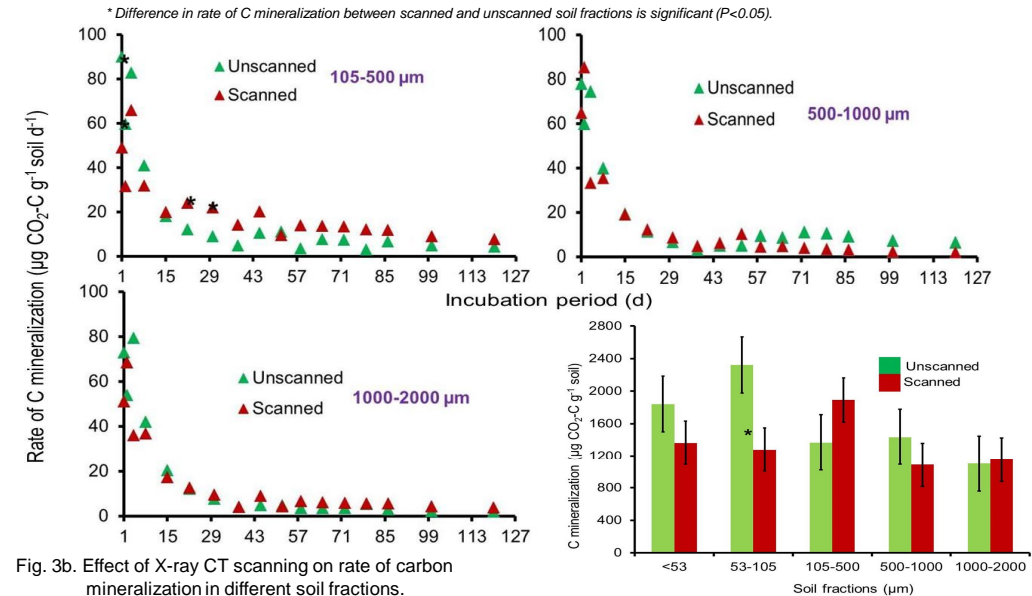 * Difference in rate of C mineralization between scanned and unscanned soil fractions is significant (P<0.05).
Rate of C mineralization (µg CO₂-C g⁻¹ soil d⁻¹)
100
80
60
40
20
0
1 15 29 43 57 71 85 99 113 127
Unscanned
Scanned
105-500 µm
*
*
*
*
100
80
60
40
20
0
1 15 29 43 57 71 85 99 113 127
Unscanned
Scanned
500-1000 µm
Incubation period (d)
100
80
60
40
20
0
1 15 29 43 57 71 85 99 113 127
Unscanned
Scanned
1000-2000 µm
C mineralization (µg CO₂-C g⁻¹ soil)
2800
2400
2000
1600
1200
800
400
0
Unscanned
Scanned
*
<53 53-105 105-500 500-1000 1000-2000
Soil fractions (µm)
Fig. 3b. Effect of X-ray CT scanning on rate of carbon
mineralization in different soil fractions.